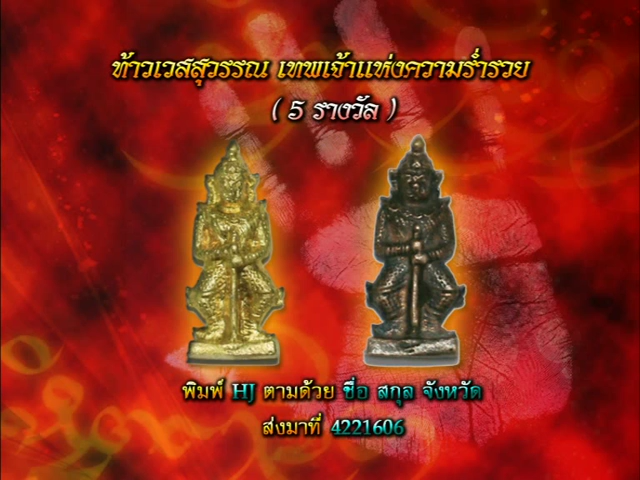 ท้าวเวสสุวรรณ เทพเจ้าแห่งความร่ำรวย
( 5 รางวัล )
พิมพ์ HJ ตามด้วย ชื่อ สกุล จังหวัด
ส่งมาที่ 4221606